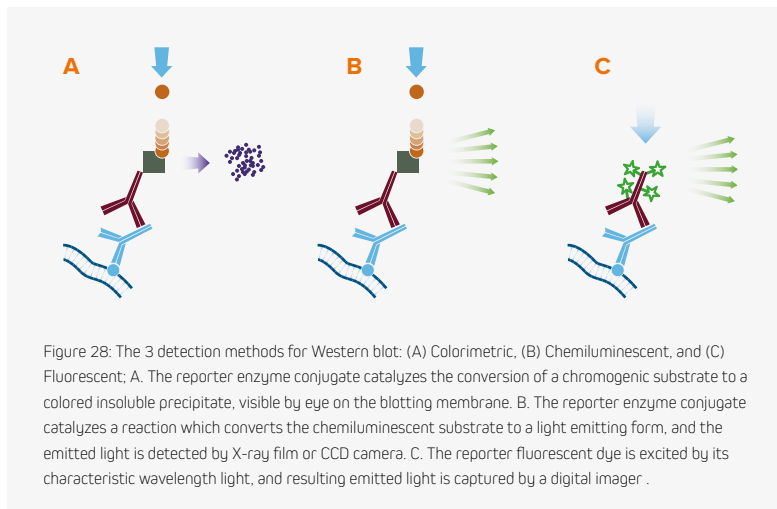 A
B
C
Figure 28: The 3 detection methods for Western blot: (A) Colorimetric, (B) Chemiluminescent, and (C)
Fluorescent; A. The reporter enzyme conjugate catalyzes the conversion of a chromogenic substrate to a
colored insoluble precipitate, visible by eye on the blotting membrane. B. The reporter enzyme conjugate
catalyzes a reaction which converts the chemiluminescent substrate to a light emitting form, and the
emitted light is detected by X-ray film or CCD camera. C. The reporter fluorescent dye is excited by its
characteristic wavelength light, and resulting emitted light is captured by a digital imager .